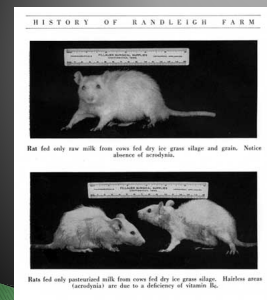 HISTORY OF RANDLEIGH FARM
Rat fed only raw milk from cows fed dry ice grass silage and grain. Notice
absence of acrodynia.
Rats fed only pasteurized milk from cows fed dry ice grass silage. Hairless areas
(acrodynia) are due to a deficiency of vitamin B₆.